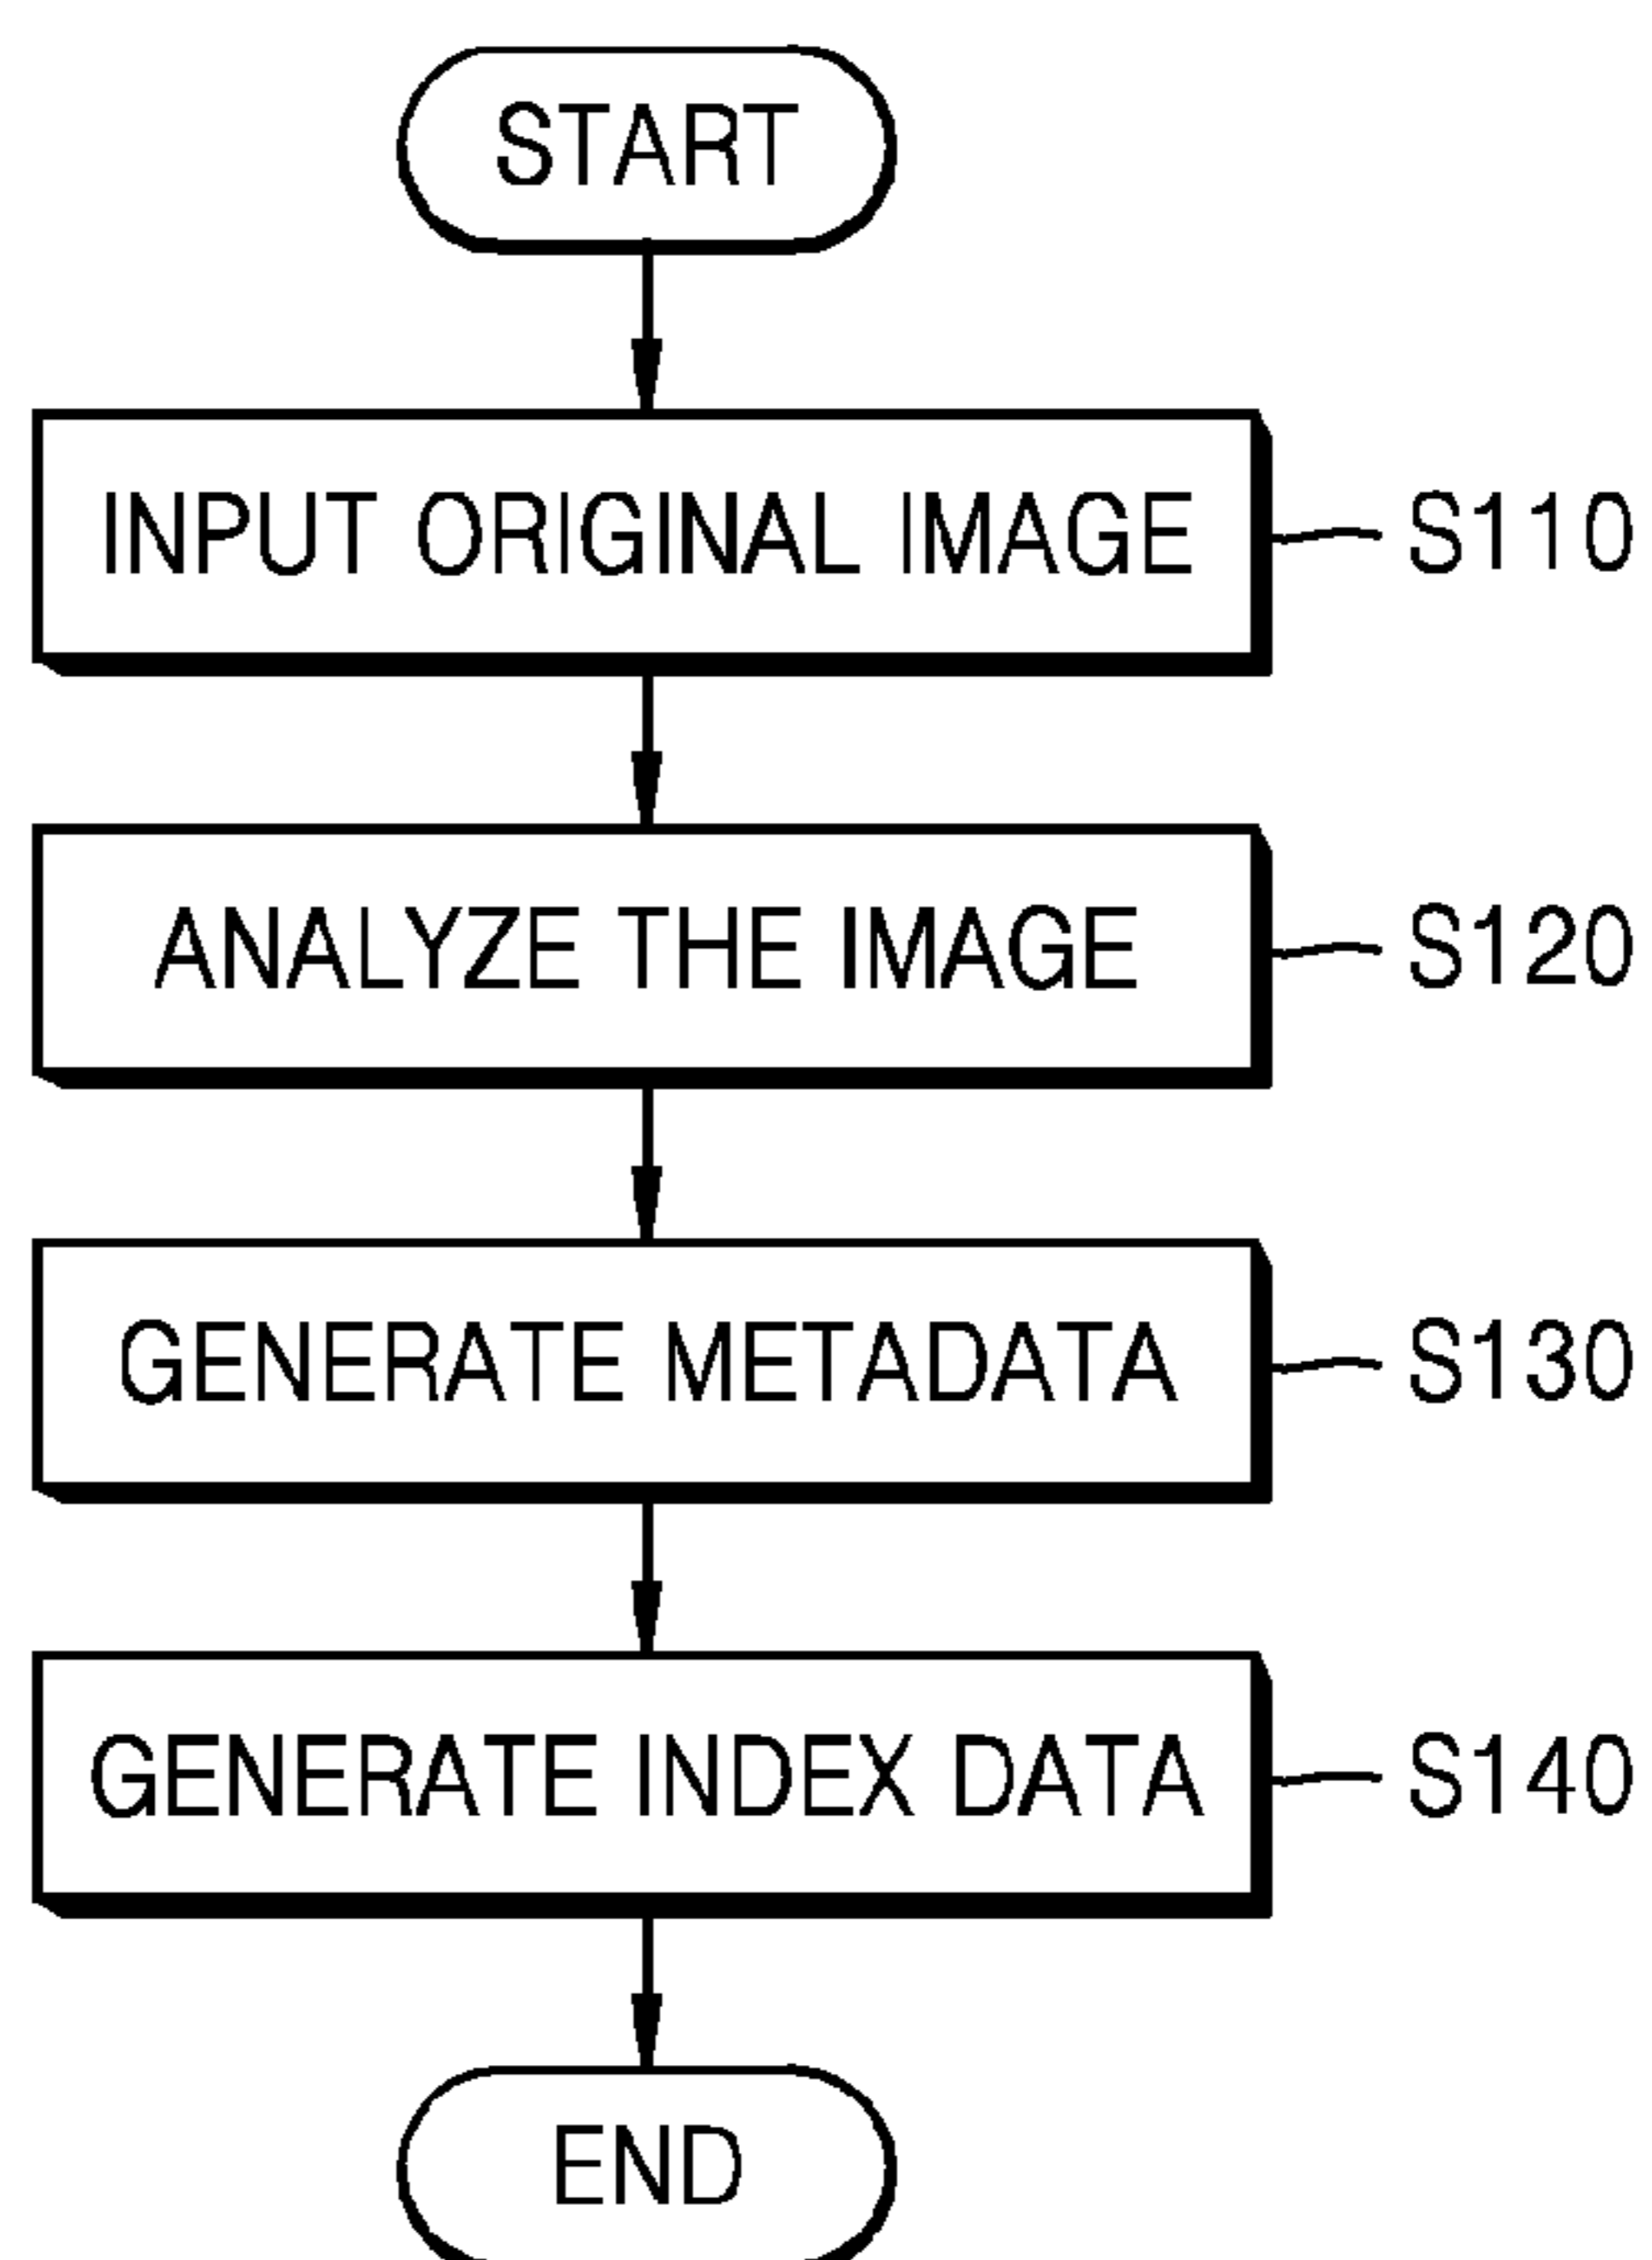 START
INPUT ORIGINAL IMAGE S110
ANALYZE THE IMAGE S120
GENERATE METADATA S130
GENERATE INDEX DATA S140
END